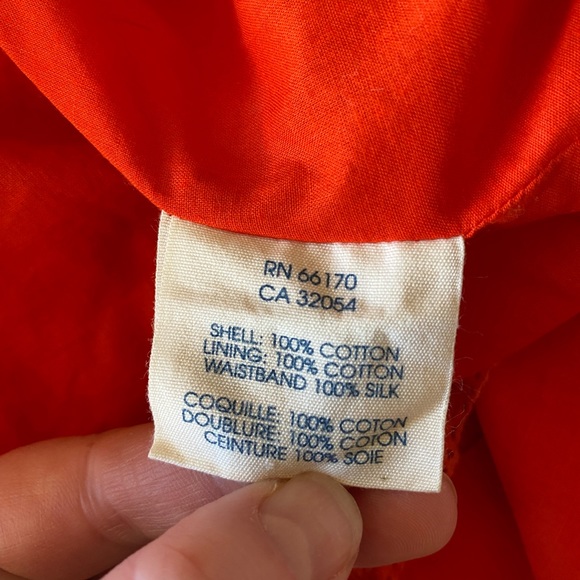 RN 66170
CA 32054
SHELL: 100% COTTON
LINING: 100% COTTON
WAISTBAND 100% SILK
COQUILLE: 100% COTON
DOUBLURE: 100% COTON
CEINTURE 100% SOIE